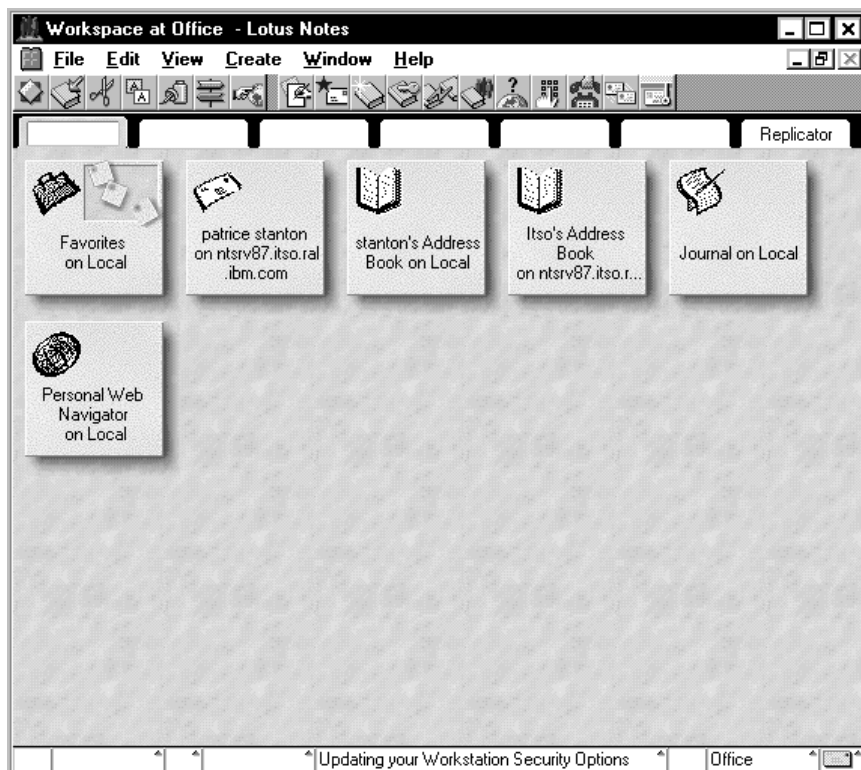 Workspace at Office - Lotus Notes
File Edit View Create Window Help
Replicator
Favorites
on Local
patrice stanton
on ntsrv87.itso.ral
.ibm.com
stanton's Address
Book on Local
Itso's Address
Book
on ntsrv87.itso.r...
Journal on Local
Personal Web
Navigator
on Local
Updating your Workstation Security Options
Office